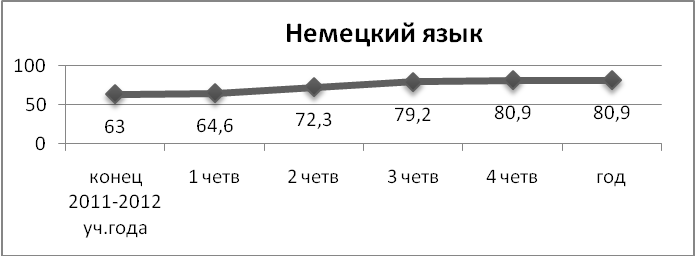 Немецкий язык
100
50
0
63
64,6
72,3
79,2
80,9
80,9
конец
2011-2012
уч.года
1 четв
2 четв
3 четв
4 четв
год